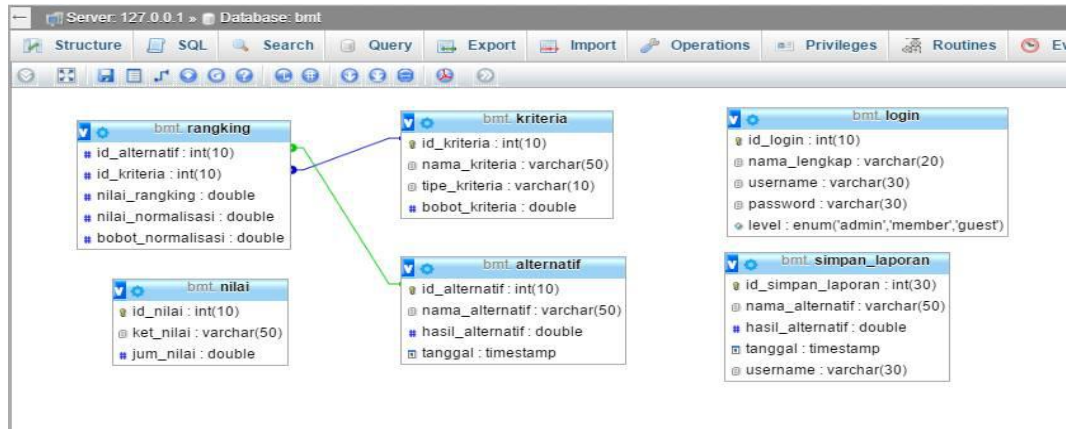 Server: 127.0.0.1 » Database: bmt
Structure SQL Search Query Export Import Operations Privileges Routines Ev
bmt. rangking
id_alternatif : int(10)
id_kriteria : int(10)
nilai_rangking : double
nilai_normalisasi : double
bobot_normalisasi : double
bmt. kriteria
id_kriteria : int(10)
nama_kriteria : varchar(50)
tipe_kriteria : varchar(10)
bobot_kriteria : double
bmt. login
id_login : int(10)
nama_lengkap : varchar(20)
username : varchar(30)
password : varchar(30)
level : enum('admin','member','guest')
bmt. nilai
id_nilai : int(10)
ket_nilai : varchar(50)
jum_nilai : double
bmt. alternatif
id_alternatif : int(10)
nama_alternatif : varchar(50)
hasil_alternatif : double
tanggal : timestamp
bmt. simpan_laporan
id_simpan_laporan : int(30)
nama_alternatif : varchar(50)
hasil_alternatif : double
tanggal : timestamp
username : varchar(30)